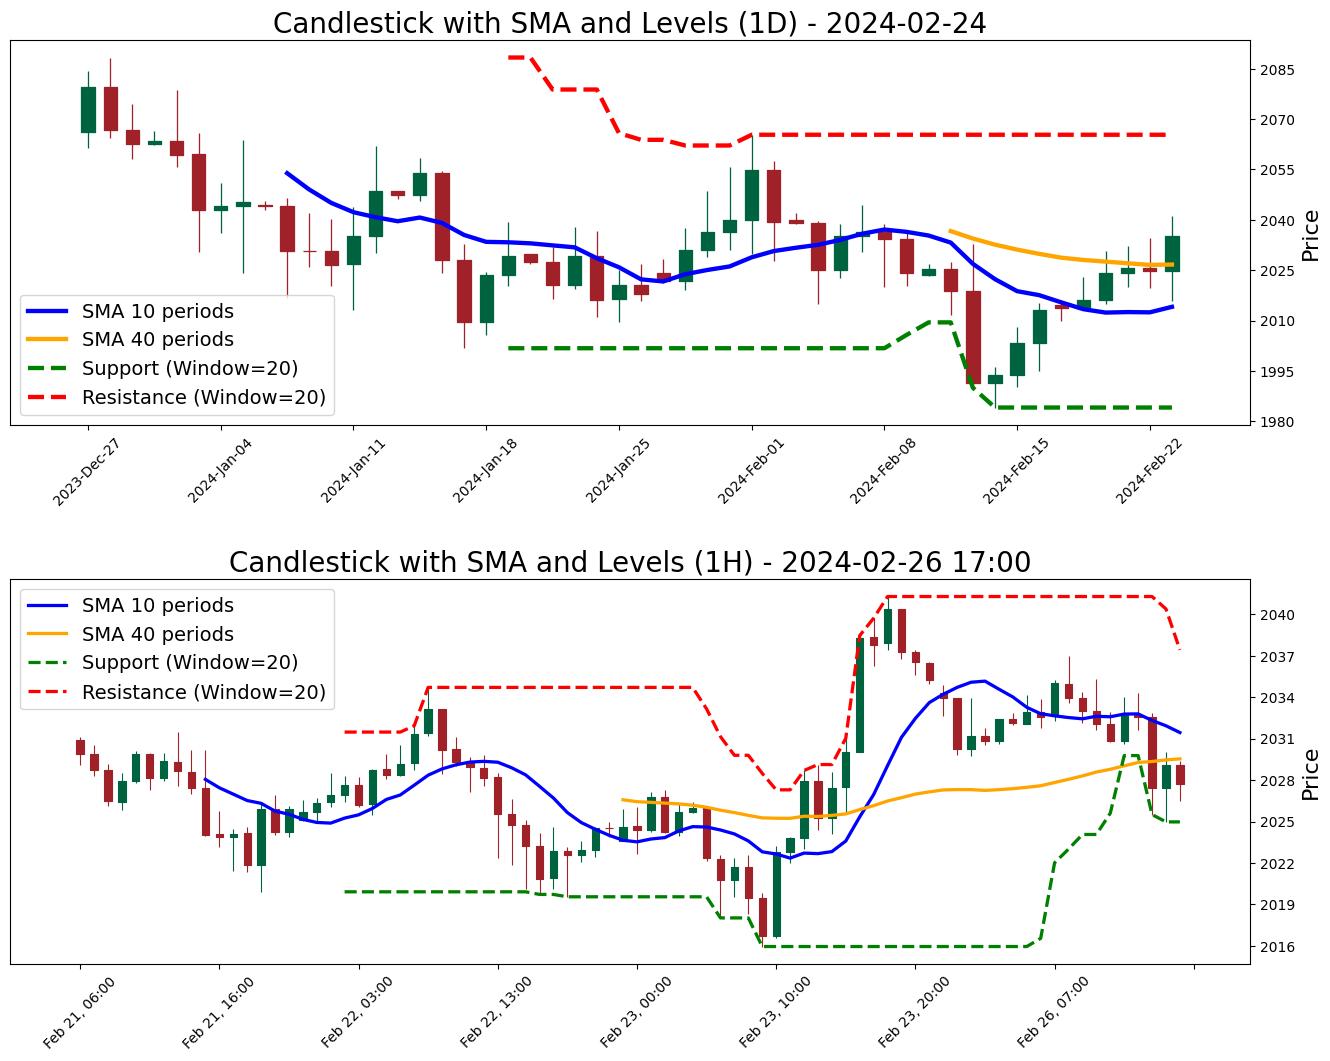 Candlestick with SMA and Levels (1D) - 2024-02-24
2085
2070
2055
2040
2025
2010
1995
1980
Price
SMA 10 periods
SMA 40 periods
Support (Window=20)
Resistance (Window=20)
2023-Dec-27
2024-Jan-04
2024-Jan-11
2024-Jan-18
2024-Jan-25
2024-Feb-01
2024-Feb-08
2024-Feb-15
2024-Feb-22
Candlestick with SMA and Levels (1H) - 2024-02-26 17:00
SMA 10 periods
SMA 40 periods
Support (Window=20)
Resistance (Window=20)
2040
2037
2034
2031
2028
2025
2022
2019
2016
Price
Feb 21, 06:00
Feb 21, 16:00
Feb 22, 03:00
Feb 22, 13:00
Feb 23, 00:00
Feb 23, 10:00
Feb 23, 20:00
Feb 26, 07:00